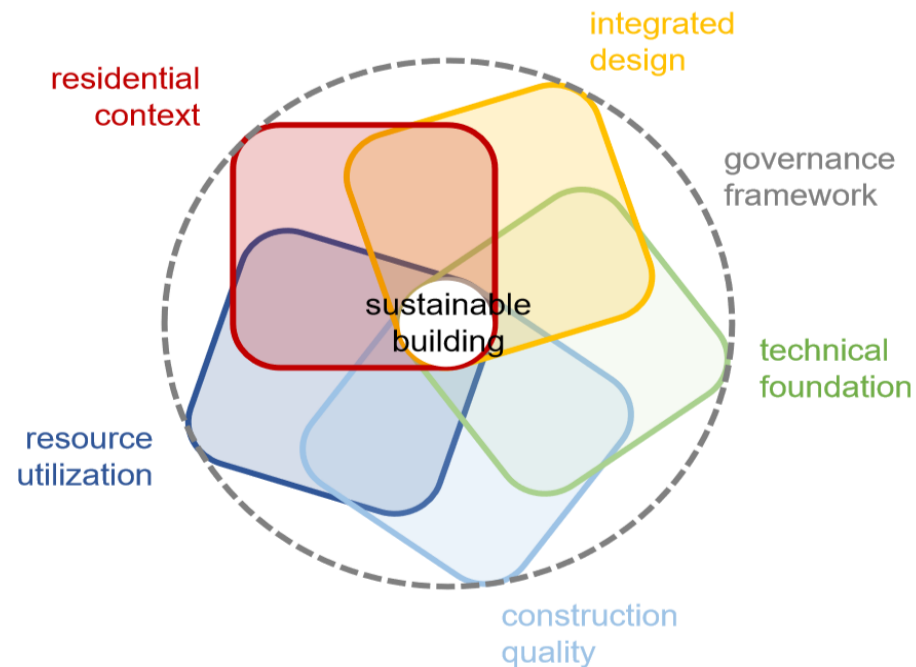 integrated
design
residential
context
governance
framework
sustainable
building
technical
foundation
resource
utilization
construction
quality